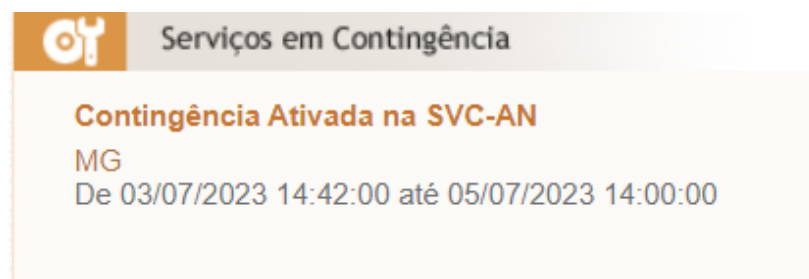 Serviços em Contingência
Contingência Ativada na SVC-AN
MG
De 03/07/2023 14:42:00 até 05/07/2023 14:00:00